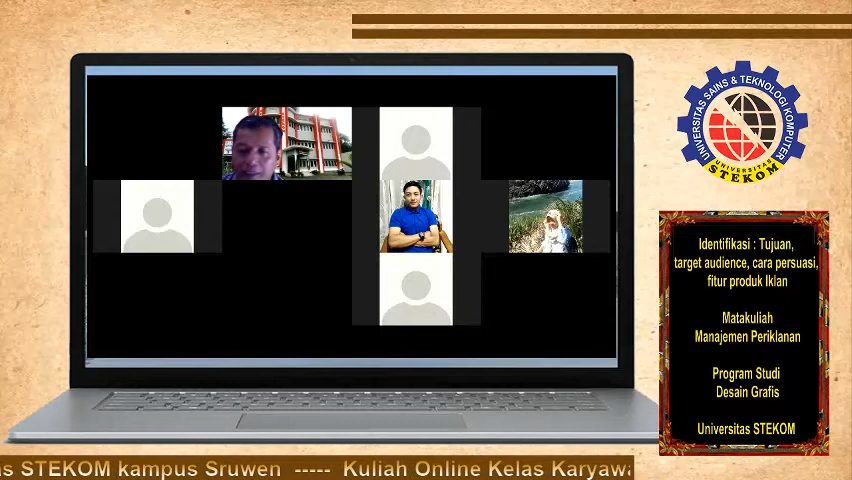 UNIVERSITAS SAINS & TEKNOLOGI KOMPUTER
UNIVERSITAS
STEKOM
Identifikasi : Tujuan,
target audience, cara persuasi,
fitur produk Iklan
Matakuliah
Manajemen Periklanan
Program Studi
Desain Grafis
Universitas STEKOM
as STEKOM kampus Sruwen ----- Kuliah Online Kelas Karyawa